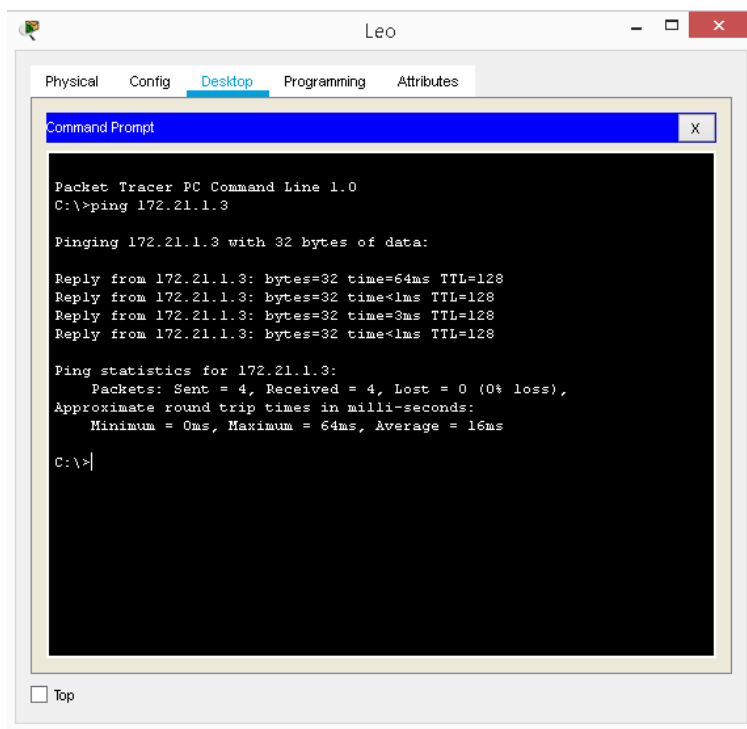 Leo
Physical Config Desktop Programming Attributes
Command Prompt X
Packet Tracer PC Command Line 1.0
C:\>ping 172.21.1.3
Pinging 172.21.1.3 with 32 bytes of data:
Reply from 172.21.1.3: bytes=32 time=64ms TTL=128
Reply from 172.21.1.3: bytes=32 time<1ms TTL=128
Reply from 172.21.1.3: bytes=32 time=3ms TTL=128
Reply from 172.21.1.3: bytes=32 time<1ms TTL=128
Ping statistics for 172.21.1.3:
Packets: Sent = 4, Received = 4, Lost = 0 (0% loss),
Approximate round trip times in milli-seconds:
Minimum = 0ms, Maximum = 64ms, Average = 16ms
C:\>
Top